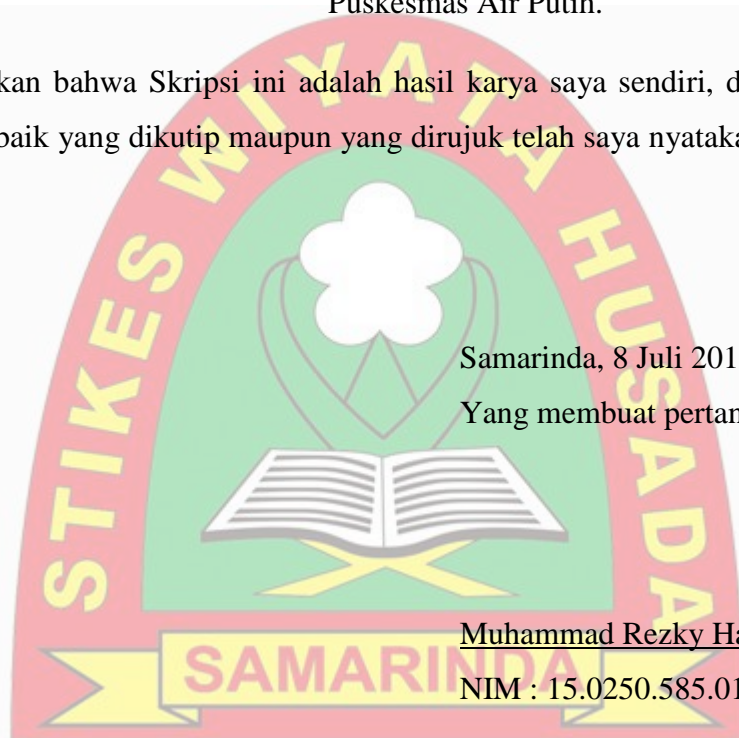 Puskesmas Air Putih.
kan bahwa Skripsi ini adalah hasil karya saya sendiri, d
baik yang dikutip maupun yang dirujuk telah saya nyataka
STIKES WIYATA HUSADA
SAMARINDA
Samarinda, 8 Juli 201
Yang membuat pertan
Muhammad Rezky Ha
NIM : 15.0250.585.01